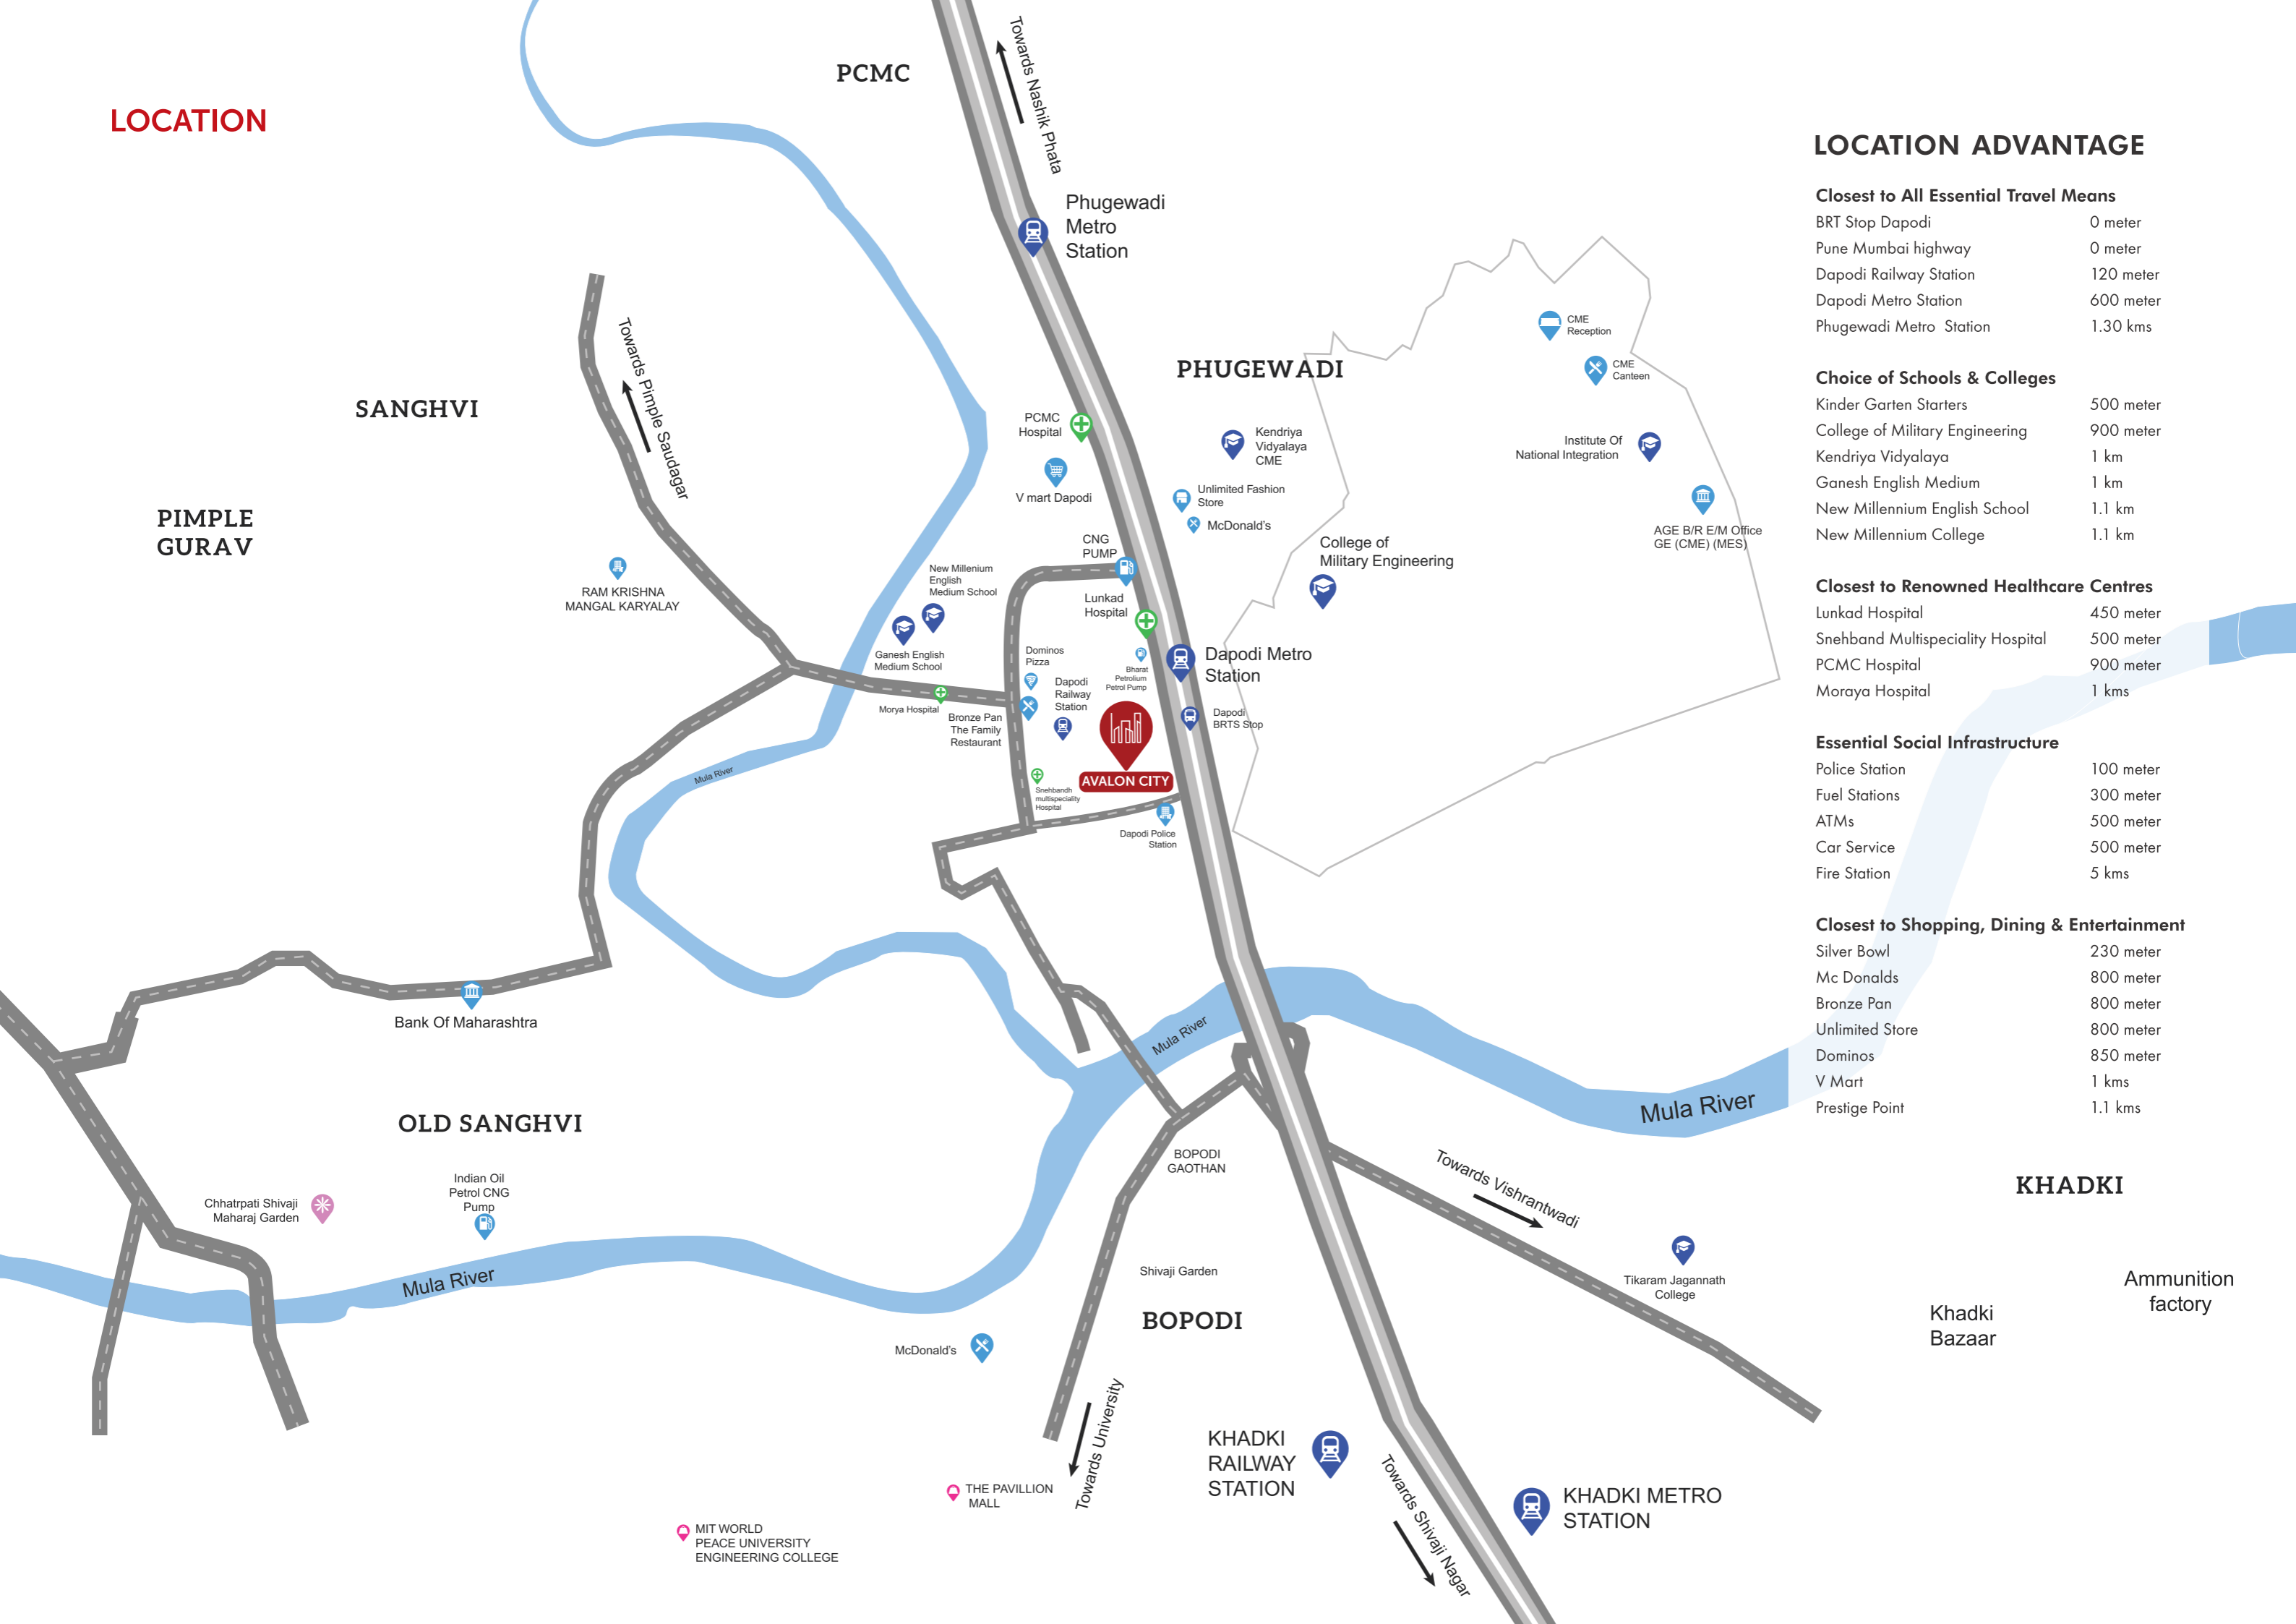 LOCATION
PCMC
Towards Nashik Phata
Phugewadi
Metro
Station
SANGHVI
Towards Pimple Saudagar
PIMPLE
GURAV
PHUGEWADI
CME
Reception
CME
Canteen
PCMC
Hospital
V mart Dapodi
Kendriya
Vidyalaya
CME
Unlimited Fashion
Store
McDonald's
Institute Of
National Integration
AGE B/R E/M Office
GE (CME) (MES)
College of
Military Engineering
CNG
PUMP
RAM KRISHNA
MANGAL KARYALAY
New Millenium
English
Medium School
Lunkad
Hospital
Ganesh English
Medium School
Dominos
Pizza
Bharat
Petrolium
Petrol Pump
Dapodi Metro
Station
Dapodi
Railway
Station
Morya Hospital
Bronze Pan
The Family
Restaurant
Dapodi
BRTS Stop
Mula River
AVALON CITY
Snehbandh
multispeciality
Hospital
Dapodi Police
Station
Bank Of Maharashtra
Mula River
Mula River
OLD SANGHVI
BOPODI
GAOTHAN
Towards Vishrantwadi
Chhatrpati Shivaji
Maharaj Garden
Indian Oil
Petrol CNG
Pump
Mula River
Shivaji Garden
BOPODI
McDonald's
Tikaram Jagannath
College
KHADKI
Khadki
Bazaar
Ammunition
factory
Towards University
KHADKI
RAILWAY
STATION
Towards Shivaji Nagar
KHADKI METRO
STATION
THE PAVILLION
MALL
MIT WORLD
PEACE UNIVERSITY
ENGINEERING COLLEGE
LOCATION ADVANTAGE
Closest to All Essential Travel Means
BRT Stop Dapodi 0 meter
Pune Mumbai highway 0 meter
Dapodi Railway Station 120 meter
Dapodi Metro Station 600 meter
Phugewadi Metro Station 1.30 kms
Choice of Schools & Colleges
Kinder Garten Starters 500 meter
College of Military Engineering 900 meter
Kendriya Vidyalaya 1 km
Ganesh English Medium 1 km
New Millennium English School 1.1 km
New Millennium College 1.1 km
Closest to Renowned Healthcare Centres
Lunkad Hospital 450 meter
Snehband Multispeciality Hospital 500 meter
PCMC Hospital 900 meter
Moraya Hospital 1 kms
Essential Social Infrastructure
Police Station 100 meter
Fuel Stations 300 meter
ATMs 500 meter
Car Service 500 meter
Fire Station 5 kms
Closest to Shopping, Dining & Entertainment
Silver Bowl 230 meter
Mc Donalds 800 meter
Bronze Pan 800 meter
Unlimited Store 800 meter
Dominos 850 meter
V Mart 1 kms
Prestige Point 1.1 kms